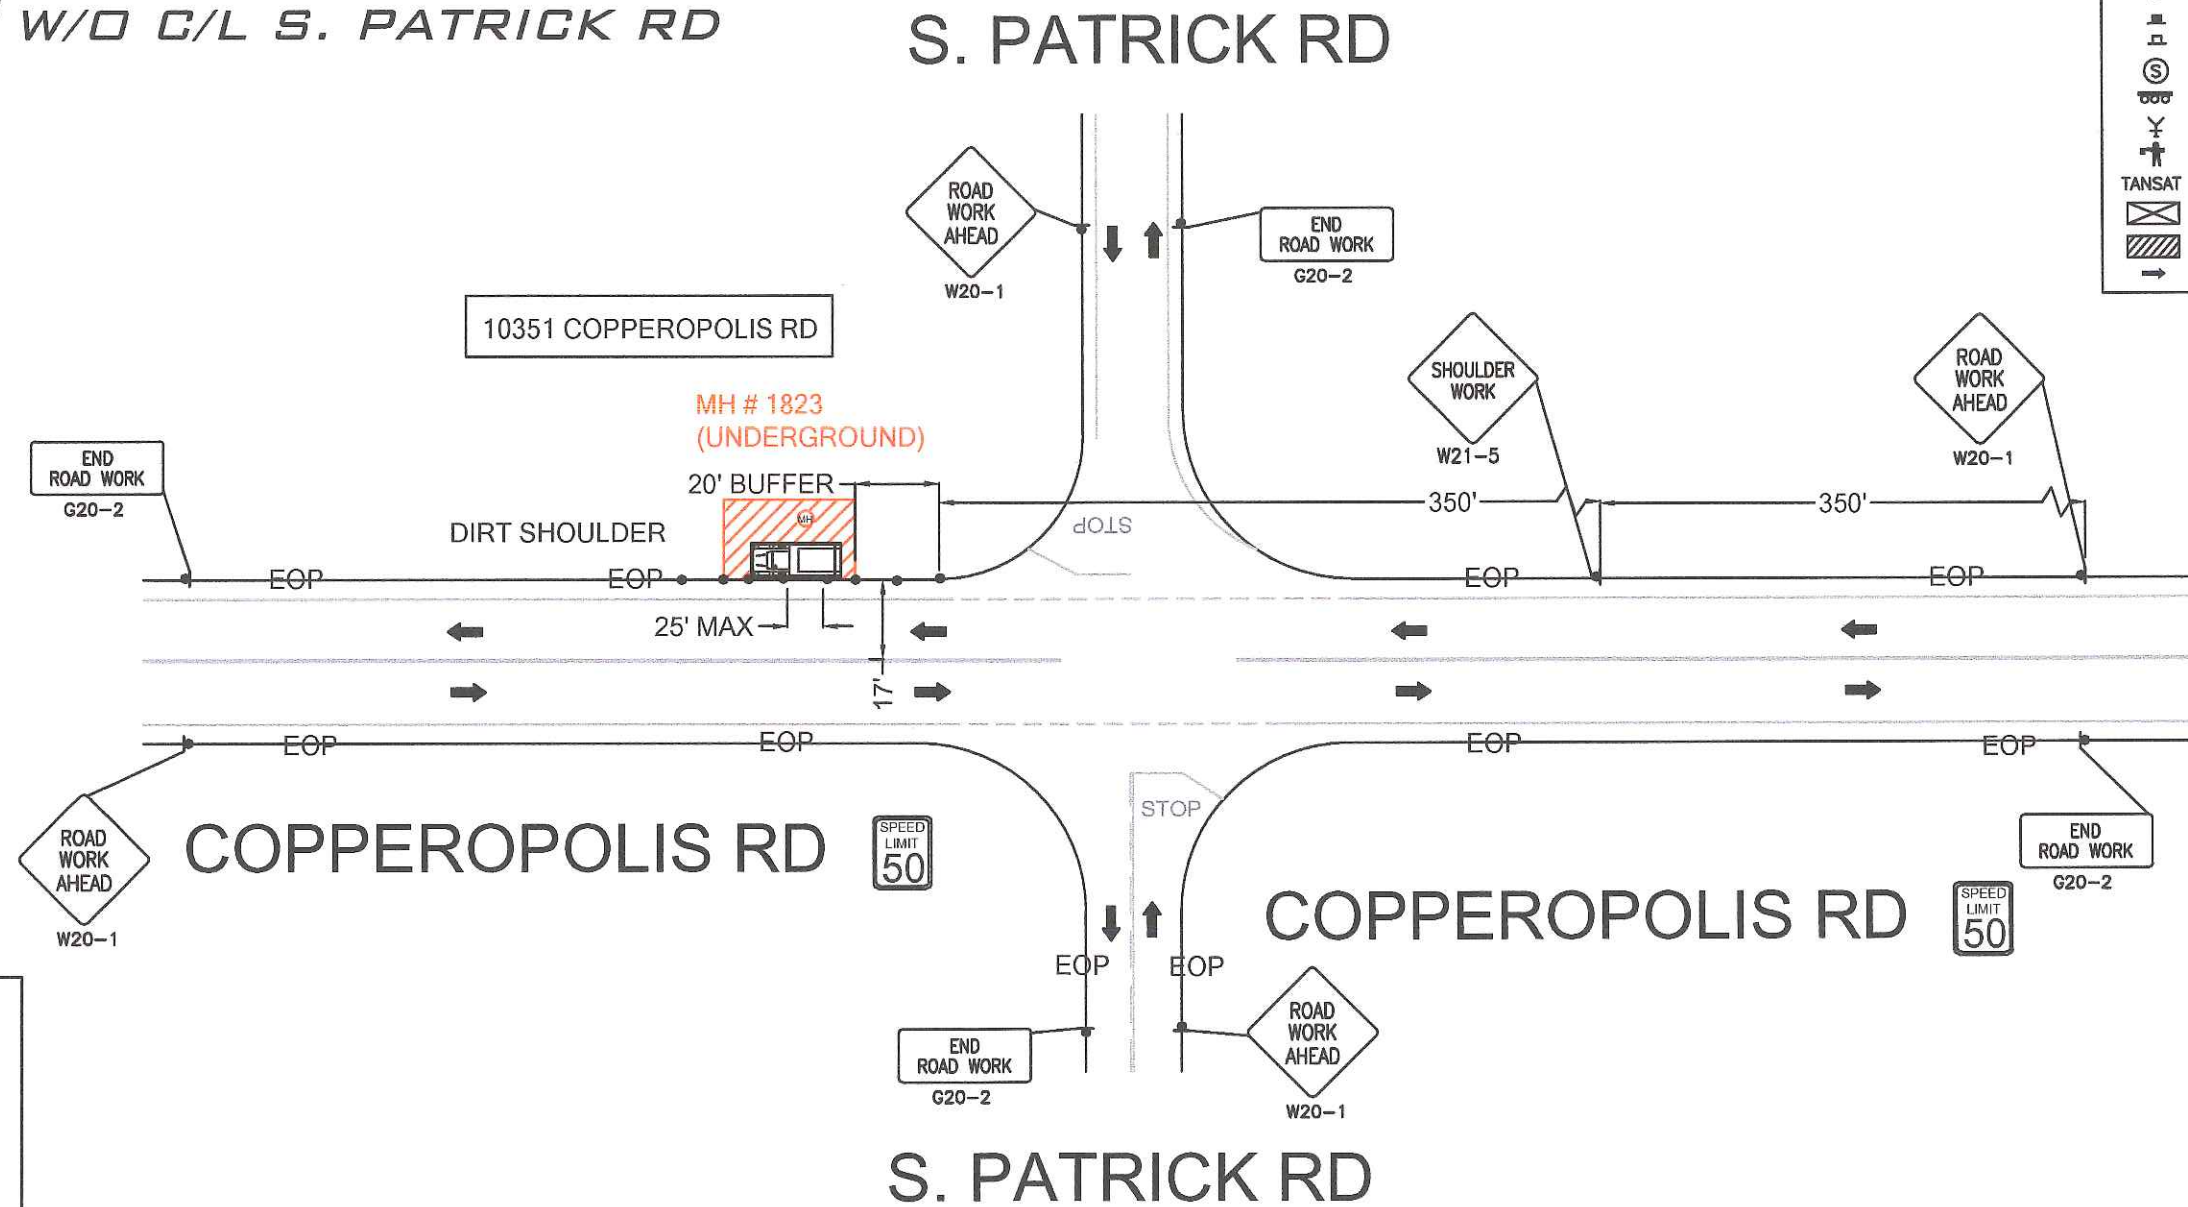 W/O C/L S. PATRICK RD
S. PATRICK RD
S
TANSAT
ROAD
WORK
AHEAD
W20-1
END
ROAD WORK
G20-2
10351 COPPEROPOLIS RD
SHOULDER
WORK
W21-5
ROAD
WORK
AHEAD
W20-1
MH # 1823
(UNDERGROUND)
END
ROAD WORK
G20-2
20' BUFFER
350'
350'
DIRT SHOULDER
MH
STOP
EOP
EOP
EOP
EOP
25' MAX
17'
EOP
EOP
EOP
EOP
ROAD
WORK
AHEAD
W20-1
COPPEROPOLIS RD
SPEED
LIMIT
50
STOP
END
ROAD WORK
G20-2
COPPEROPOLIS RD
SPEED
LIMIT
50
EOP
EOP
END
ROAD WORK
G20-2
ROAD
WORK
AHEAD
W20-1
S. PATRICK RD